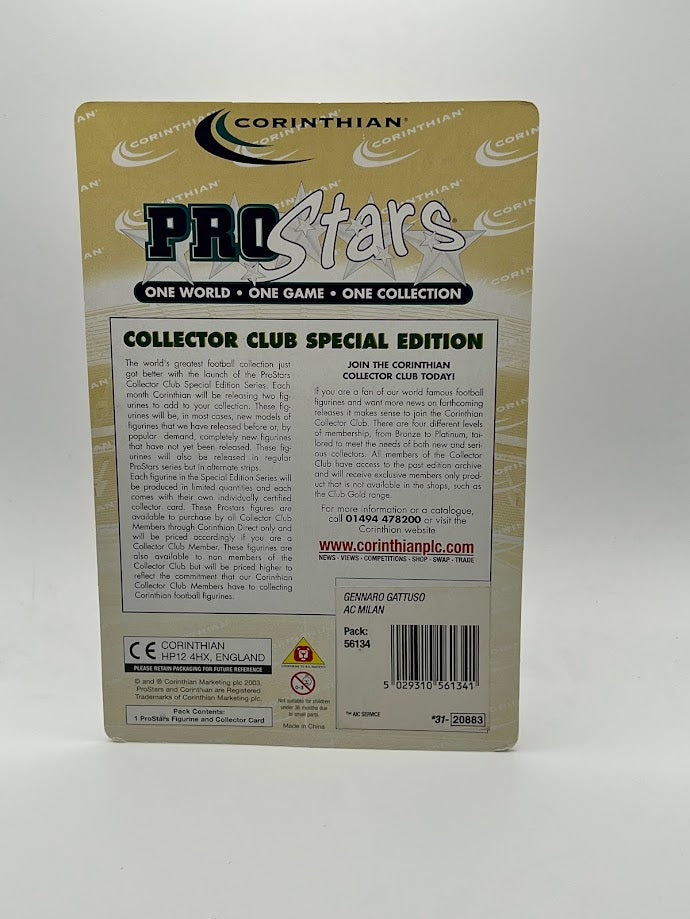 CORINTHIAN®
PROStars®
ONE WORLD • ONE GAME • ONE COLLECTION
COLLECTOR CLUB SPECIAL EDITION
The world's greatest football collection just
got better with the launch of the ProStars
Collector Club Special Edition Series. Each
month Corinthian will be releasing two fig-
urines to add to your collection. These fig-
urines will be, in most cases, new models of
figurines that we have released before or, by
popular demand, completely new figurines
that have not yet been released. These fig-
urines will also be released in regular
ProStars series but in alternate strips.
Each figurine in the Special Edition Series will
be produced in limited quantities and each
comes with their own individually certified
collector card. These Prostars figures are
available to purchase by all Collector Club
Members through Corinthian Direct only and
will be priced accordingly if you are a
Collector Club Member. These figurines are
also available to non members of the
Collector Club but will be priced higher to
reflect the commitment that our Corinthian
Collector Club Members have to collecting
Corinthian football figurines.
JOIN THE CORINTHIAN
COLLECTOR CLUB TODAY!
If you are a fan of our world famous football
figurines and want more news on forthcoming
releases it makes sense to join the Corinthian
Collector Club. There are four different levels
of membership, from Bronze to Platinum, tai-
lored to meet the needs of both new and seri-
ous collectors. All members of the Collector
Club have access to the past edition archive
and will receive exclusive members only prod-
uct that is not available in the shops, such as
the Club Gold range.
For more information or a catalogue,
call 01494 478200 or visit the
Corinthian website
www.corinthianplc.com
NEWS - VIEWS - COMPETITIONS - SHOP - SWAP - TRADE
GENNARO GATTUSO
AC MILAN
Pack:
56134
5 029310 561341
™ A/C SERVICE
*31- 20883
CE CORINTHIAN
HP12 4HX, ENGLAND
PLEASE RETAIN PACKAGING FOR FUTURE REFERENCE
© and ® Corinthian Marketing plc 2003.
ProStars and Corinthian are Registered
Trademarks of Corinthian Marketing plc.
Pack Contents:
1 ProStars Figurine and Collector Card
0-3
Not suitable for children
under 36 months due
to small parts.
Made in China